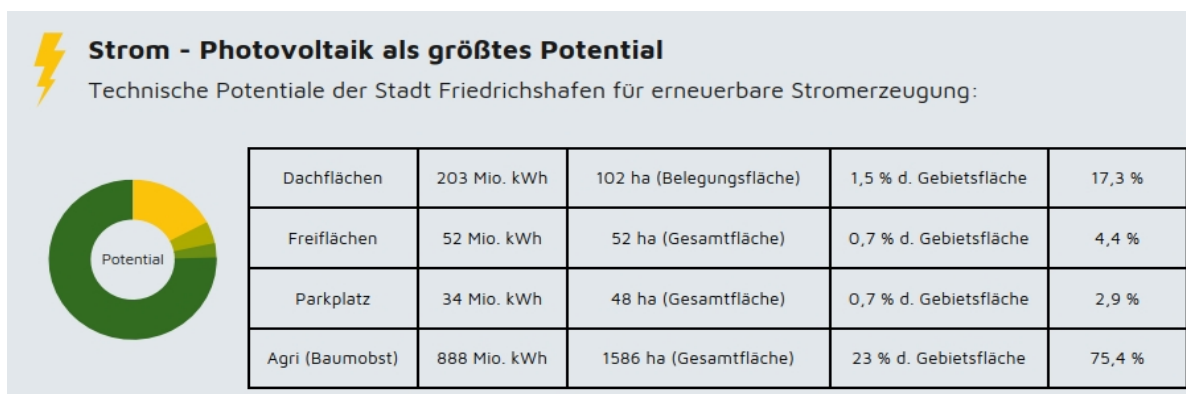 Strom - Photovoltaik als größtes Potential
Technische Potentiale der Stadt Friedrichshafen für erneuerbare Stromerzeugung:
Potential
Dachflächen 203 Mio. kWh 102 ha (Belegungsfläche) 1,5 % d. Gebietsfläche 17,3 %
Freiflächen 52 Mio. kWh 52 ha (Gesamtfläche) 0,7 % d. Gebietsfläche 4,4 %
Parkplatz 34 Mio. kWh 48 ha (Gesamtfläche) 0,7 % d. Gebietsfläche 2,9 %
Agri (Baumobst) 888 Mio. kWh 1586 ha (Gesamtfläche) 23 % d. Gebietsfläche 75,4 %